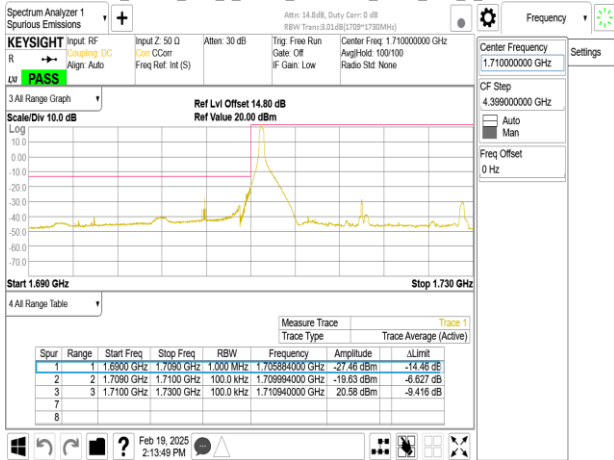 Spectrum Analyzer 1
Spurious Emissions
Attn: 14.8dB, Duty Corr: 0 dB
RBW Trans:3.01dB(1709~1730MHz)
Frequency
KEYSIGHT
Input: RF
Coupling: DC
Align: Auto
Input Z: 50 Ω
Corr CCorr
Freq Ref: Int (S)
Atten: 30 dB
Trig: Free Run
Gate: Off
IF Gain: Low
Center Freq: 1.710000000 GHz
Avg|Hold: 100/100
Radio Std: None
R
LXI PASS
Center Frequency
1.710000000 GHz
Settings
CF Step
4.399000000 GHz
Auto
Man
Freq Offset
0 Hz
3 All Range Graph
Scale/Div 10.0 dB
Ref Lvl Offset 14.80 dB
Ref Value 20.00 dBm
Log
10.0
0.00
-10.0
-20.0
-30.0
-40.0
-50.0
-60.0
-70.0
Start 1.690 GHz
Stop 1.730 GHz
4 All Range Table
Measure Trace Trace 1
Trace Type Trace Average (Active)
Spur Range Start Freq Stop Freq RBW Frequency Amplitude ΔLimit
1 1 1.6900 GHz 1.7090 GHz 1.000 MHz 1.705884000 GHz -27.46 dBm -14.46 dB
2 2 1.7090 GHz 1.7100 GHz 100.0 kHz 1.709994000 GHz -19.63 dBm -6.627 dB
3 3 1.7100 GHz 1.7300 GHz 100.0 kHz 1.710940000 GHz 20.58 dBm -9.416 dB
7
8
?
Feb 19, 2025
2:13:49 PM